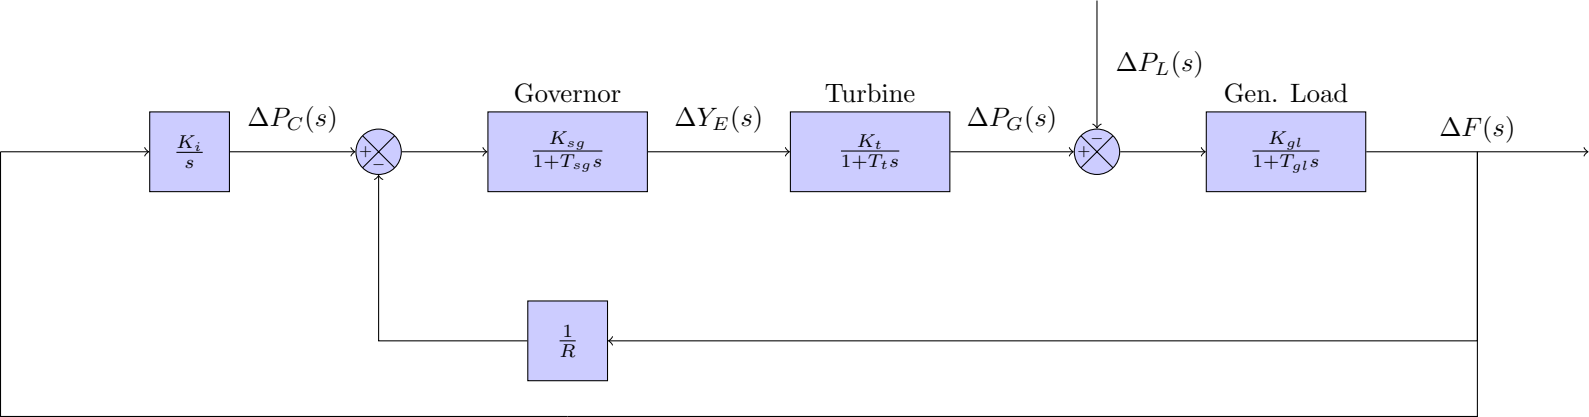 ΔP_L(s)
Governor
Turbine
Gen. Load
ΔP_C(s)
ΔY_E(s)
ΔP_G(s)
ΔF(s)
K_i/s
+
−
K_sg/(1+T_sg s)
K_t/(1+T_t s)
−
+
K_gl/(1+T_gl s)
1/R